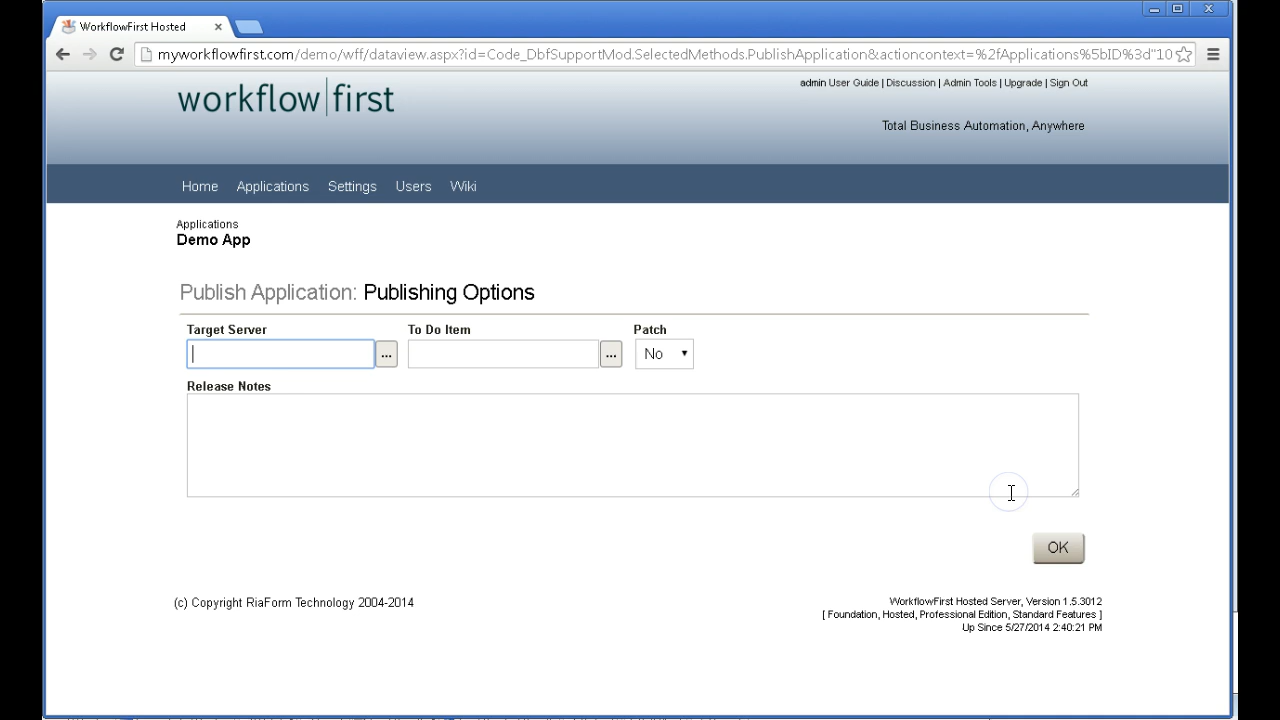 WorkflowFirst Hosted
myworkflowfirst.com/demo/wff/dataview.aspx?id=Code_DbfSupportMod.SelectedMethods.PublishApplication&actioncontext=%2fApplications%5bID%3d"10
workflow|first
admin User Guide | Discussion | Admin Tools | Upgrade | Sign Out
Total Business Automation, Anywhere
Home Applications Settings Users Wiki
Applications
Demo App
Publish Application: Publishing Options
Target Server To Do Item Patch
... ... No
Release Notes
OK
(c) Copyright RiaForm Technology 2004-2014
WorkflowFirst Hosted Server, Version 1.5.3012
[ Foundation, Hosted, Professional Edition, Standard Features ]
Up Since 5/27/2014 2:40:21 PM